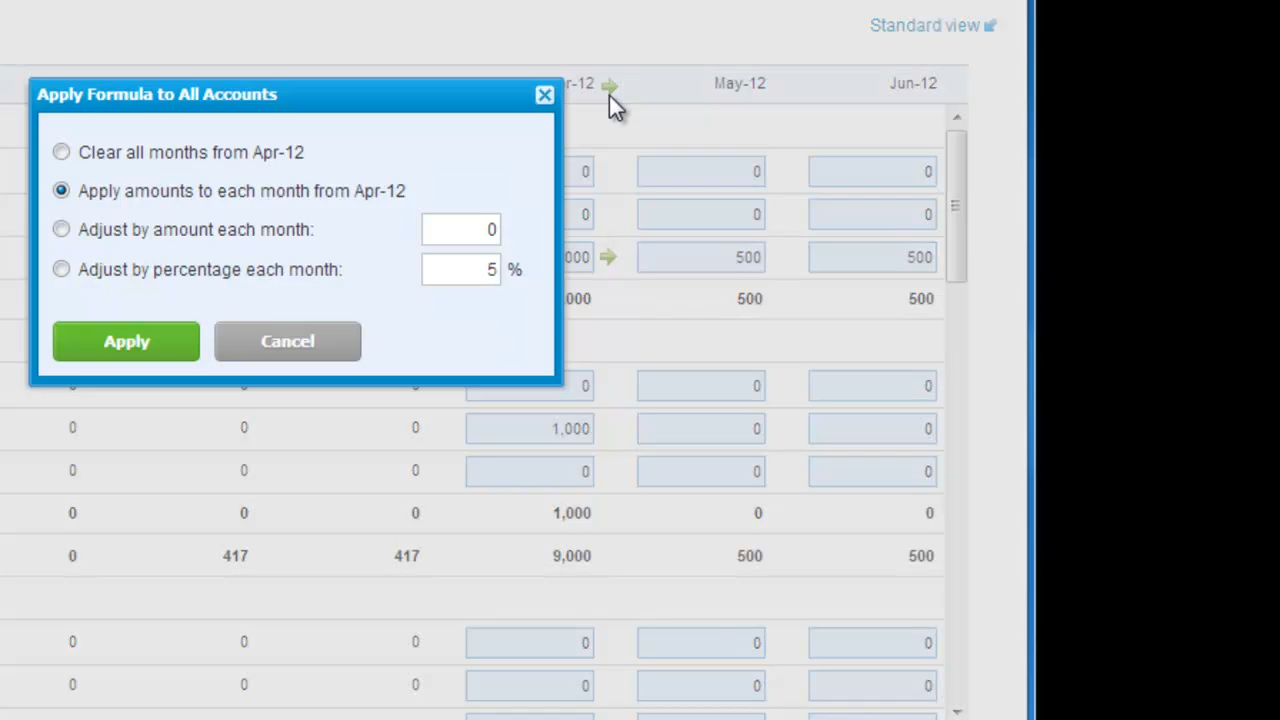 Standard view
Apply Formula to All Accounts
r-12 May-12 Jun-12
Clear all months from Apr-12
0 0 0
Apply amounts to each month from Apr-12
0 0 0
Adjust by amount each month: 0
000 500 500
Adjust by percentage each month: 5 %
000 500 500
Apply Cancel
0 0 0
0 0 0 1,000 0 0
0 0 0 0 0 0
0 0 0 1,000 0 0
0 417 417 9,000 500 500
0 0 0 0 0 0
0 0 0 0 0 0